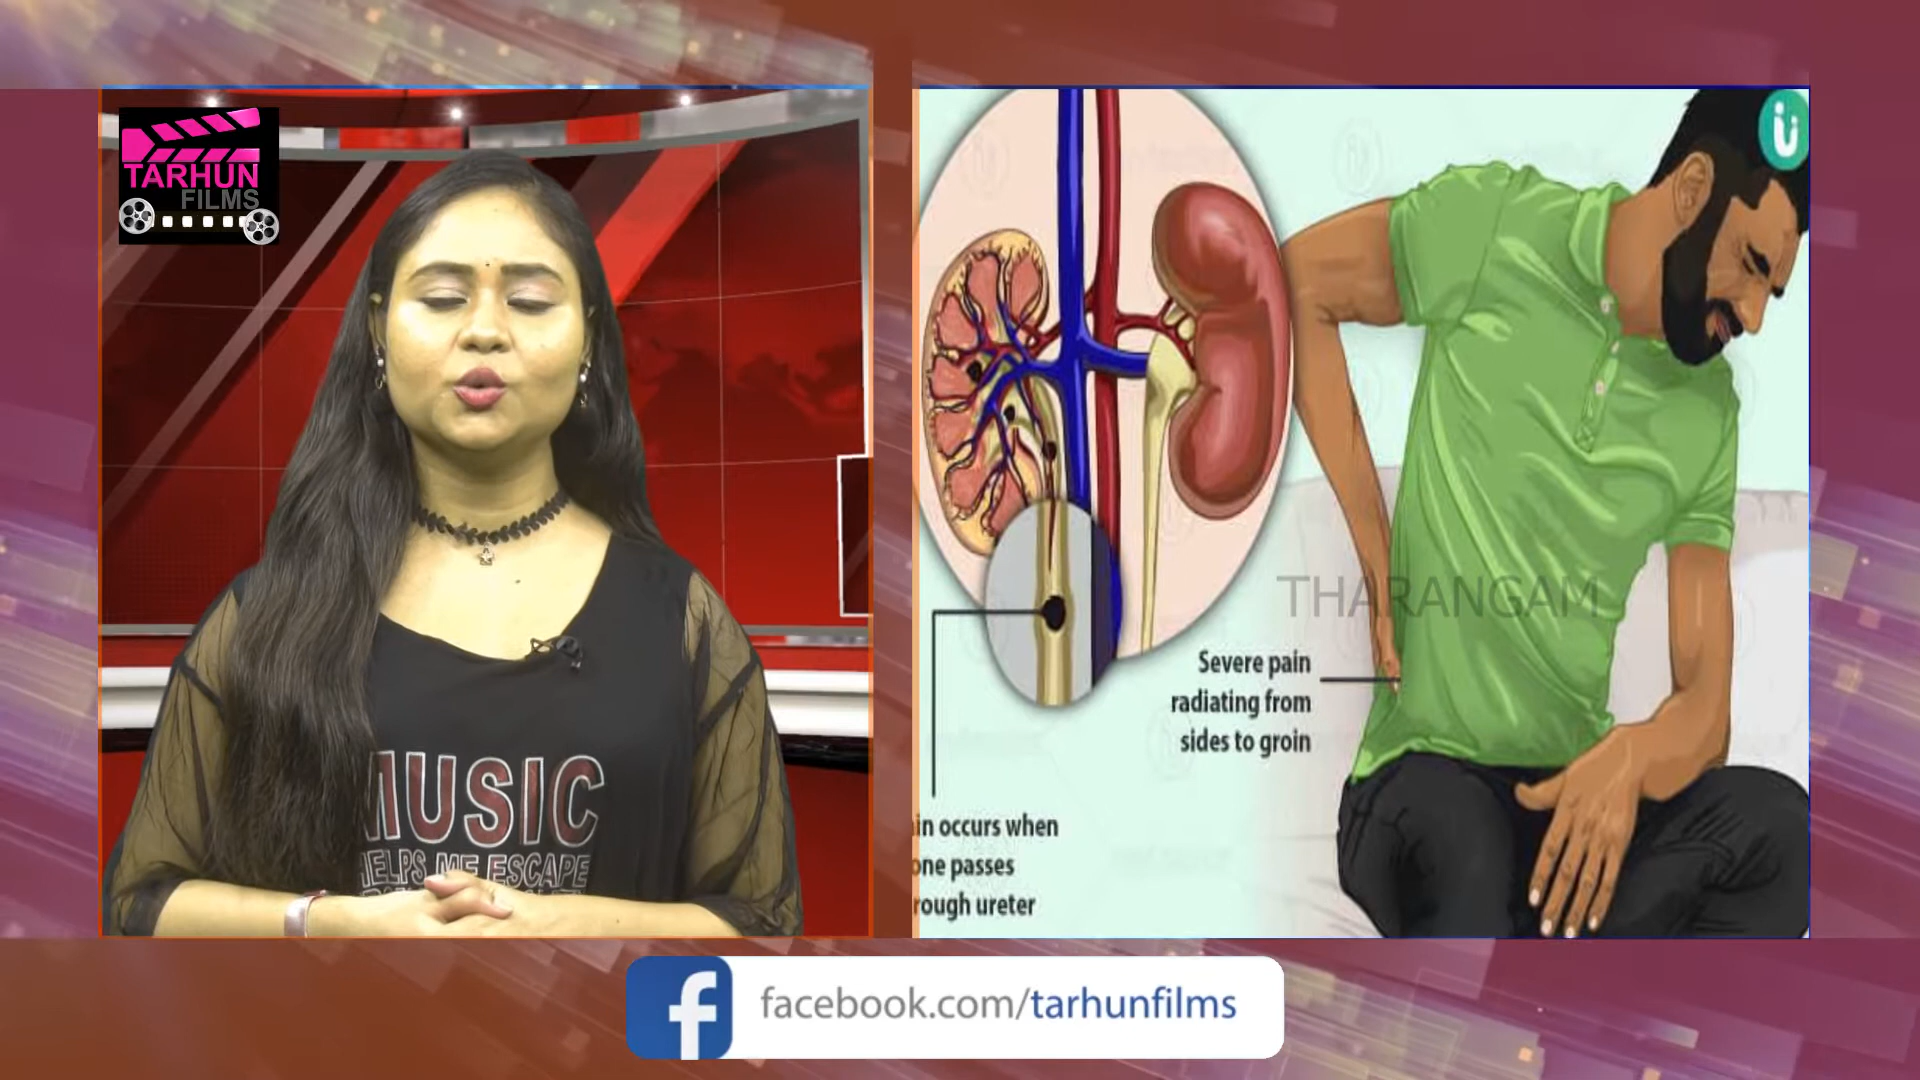 TARHUN
FILMS
MUSIC
HELPS ME ESCAPE
THARANGAM
Severe pain
radiating from
sides to groin
in occurs when
one passes
rough ureter
facebook.com/tarhunfilms